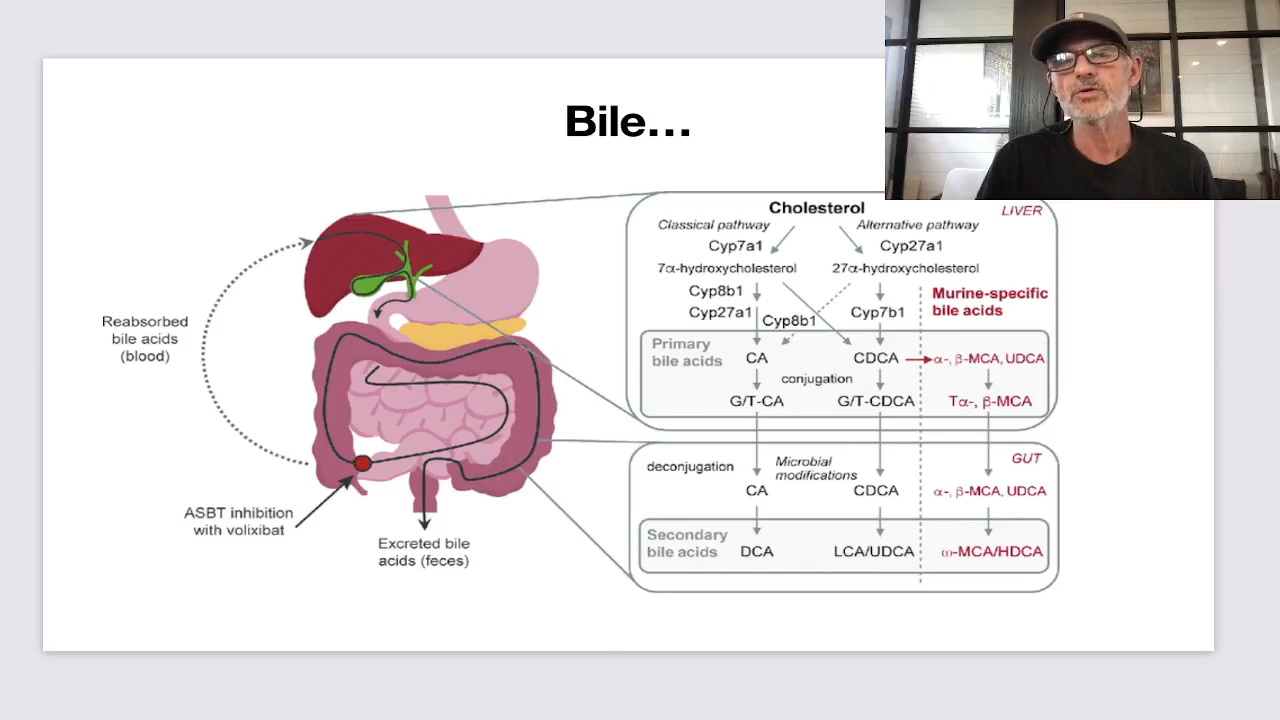 Bile…
Reabsorbed
bile acids
(blood)
ASBT inhibition
with volixibat
Excreted bile
acids (feces)
Cholesterol
LIVER
Classical pathway
Alternative pathway
Cyp7a1
Cyp27a1
7α-hydroxycholesterol
27α-hydroxycholesterol
Cyp8b1
Cyp27a1
Cyp8b1
Cyp7b1
Murine-specific
bile acids
Primary
bile acids
CA
CDCA
α-, β-MCA, UDCA
conjugation
G/T-CA
G/T-CDCA
Tα-, β-MCA
GUT
deconjugation
Microbial
modifications
CA
CDCA
α-, β-MCA, UDCA
Secondary
bile acids
DCA
LCA/UDCA
ω-MCA/HDCA